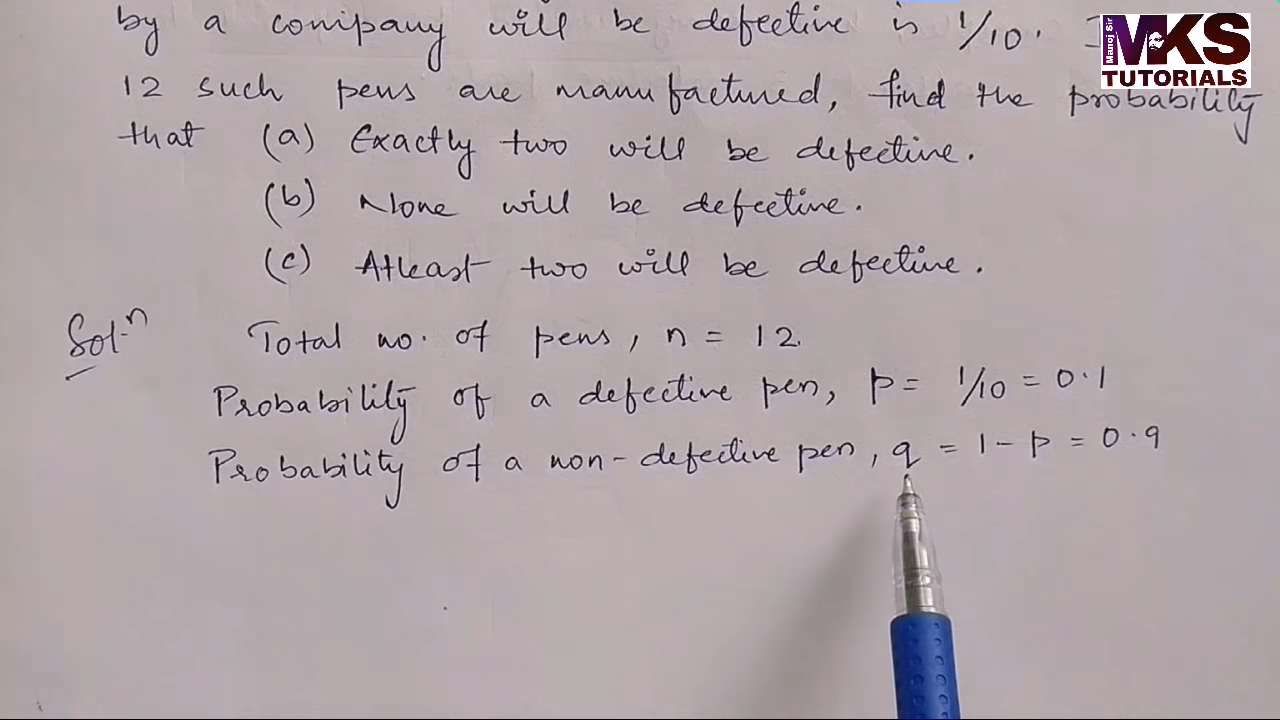 by a company will be defective is 1/10.
12 such pens are manufactured, find the probability
that (a) Exactly two will be defective.
(b) None will be defective.
(c) Atleast two will be defective.
Sol.n Total no. of pens, n = 12.
Probability of a defective pen, p = 1/10 = 0.1
Probability of a non-defective pen, q = 1 - p = 0.9
Manoj Sir
MKS
TUTORIALS